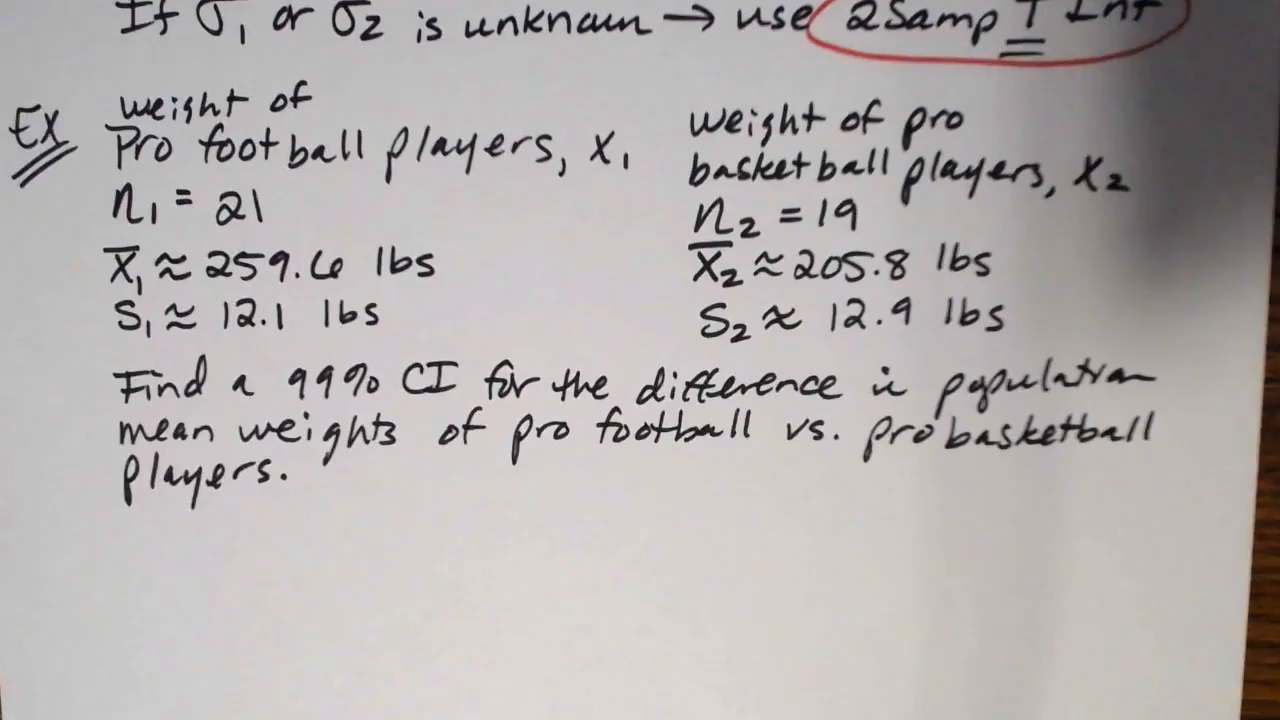 If σ₁ or σ₂ is unknown → use 2 Samp T Int
Ex weight of
Pro football players, x₁
n₁ = 21
x̄₁ ≈ 259.6 lbs
s₁ ≈ 12.1 lbs
weight of pro
basketball players, x₂
n₂ = 19
x̄₂ ≈ 205.8 lbs
s₂ ≈ 12.9 lbs
Find a 99% CI for the difference in population
mean weights of pro football vs. pro basketball
players.